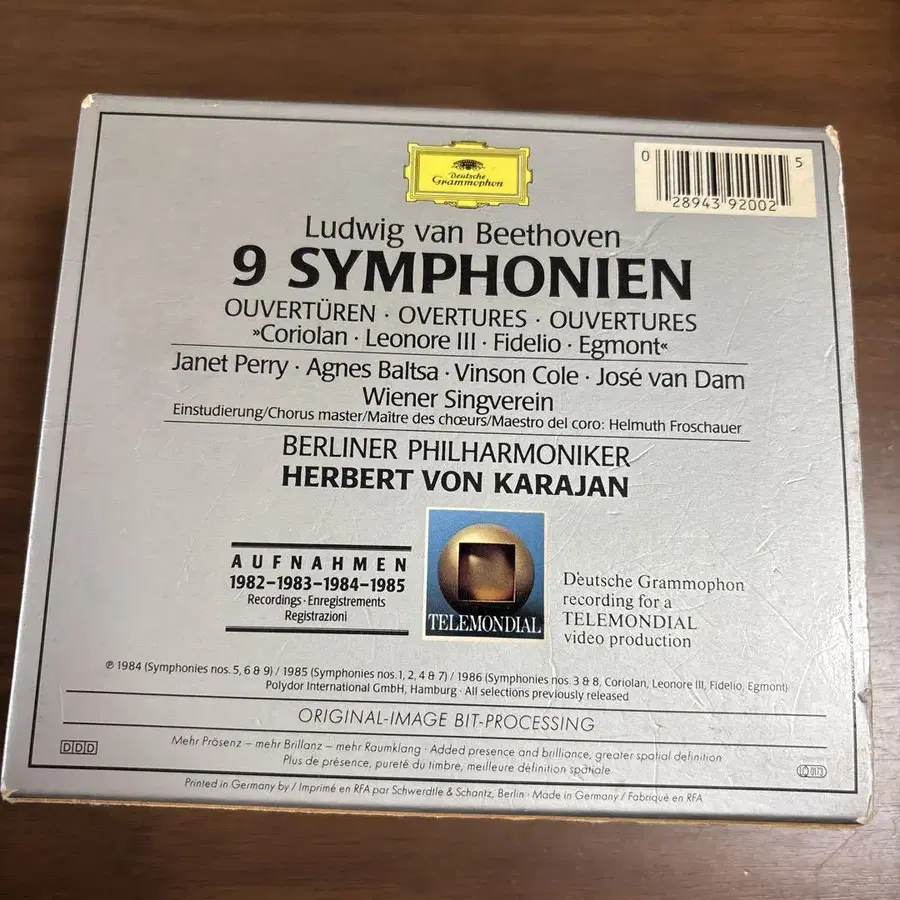 Deutsche
Grammophon
0 28943 92002 5
Ludwig van Beethoven
9 SYMPHONIEN
OUVERTÜREN · OVERTURES · OUVERTURES
»Coriolan · Leonore III · Fidelio · Egmont«
Janet Perry · Agnes Baltsa · Vinson Cole · José van Dam
Wiener Singverein
Einstudierung/Chorus master/Maître des chœurs/Maestro del coro: Helmuth Froschauer
BERLINER PHILHARMONIKER
HERBERT VON KARAJAN
AUFNAHMEN
1982–1983–1984–1985
Recordings · Enregistrements
Registrazioni
TELEMONDIAL
Deutsche Grammophon
recording for a
TELEMONDIAL
video production
℗ 1984 (Symphonies nos. 5, 6 & 9) / 1985 (Symphonies nos. 1, 2, 4 & 7) / 1986 (Symphonies nos. 3 & 8, Coriolan, Leonore III, Fidelio, Egmont)
Polydor International GmbH, Hamburg · All selections previously released
ORIGINAL-IMAGE BIT-PROCESSING
DDD
Mehr Präsenz – mehr Brillanz – mehr Raumklang · Added presence and brilliance, greater spatial definition
Plus de présence, pureté du timbre, meilleure définition spatiale
Printed in Germany by / Imprimé en RFA par Schwerdtle & Schantz, Berlin · Made in Germany / Fabriqué en RFA